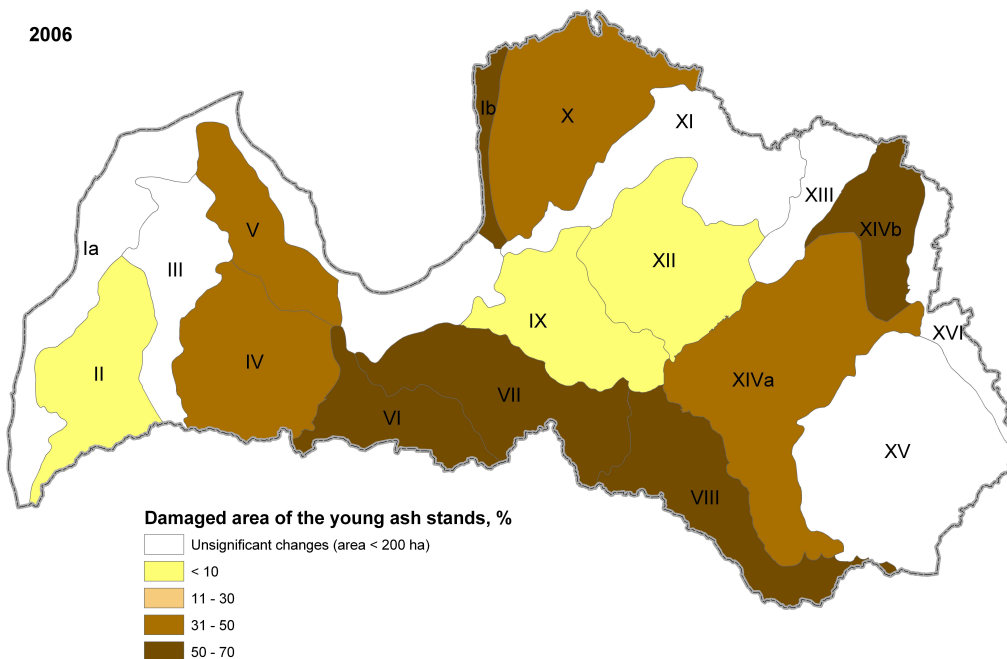 2006
Ib
X
XI
XIII
XIVb
V
Ia
III
XII
IX
XVI
II
IV
XIVa
VII
VI
XV
VIII
Damaged area of the young ash stands, %
Unsignificant changes (area < 200 ha)
< 10
11 - 30
31 - 50
50 - 70